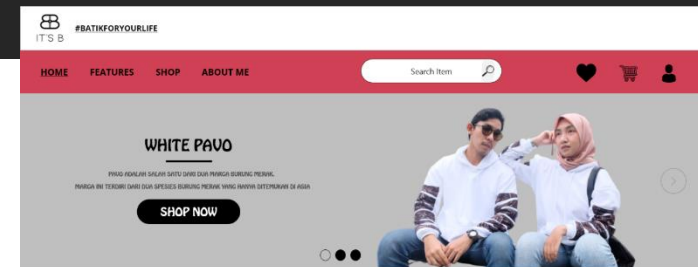 IT'S B
#BATIKFORYOURLIFE
HOME FEATURES SHOP ABOUT ME Search Item
WHITE PAVO
PAVO ADALAH SALAH SATU DARI DUA MARGA BURUNG MERAK.
MARGA INI TERDIRI DARI DUA SPESIES BURUNG MERAK YANG HANYA DITEMUKAN DI ASIA
SHOP NOW